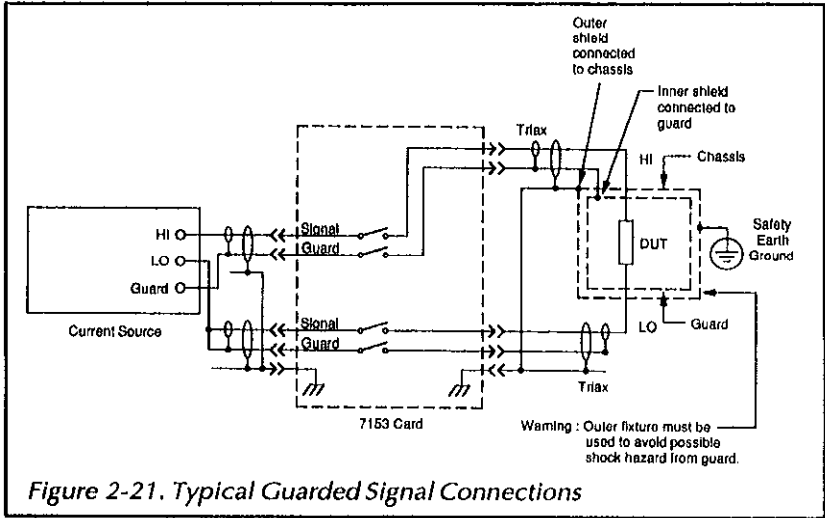 Outer
shield
connected
to chassis
Inner shield
connected to
guard
Triax
HI
Chassis
HI
LO
Guard
Current Source
Signal
Guard
DUT
Safety
Earth
Ground
Signal
Guard
LO
Guard
Triax
7153 Card
Warning : Outer fixture must be
used to avoid possible
shock hazard from guard.
Figure 2-21. Typical Guarded Signal Connections